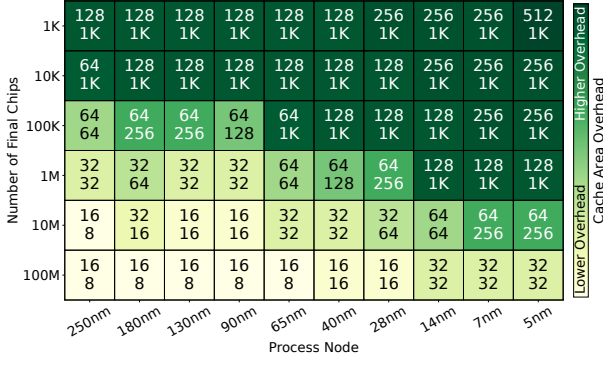 Number of Final Chips
1K
128 128 128 128 128 128 256 256 256 512
1K 1K 1K 1K 1K 1K 1K 1K 1K 1K
10K
64 128 128 128 128 128 128 128 256 256
1K 1K 1K 1K 1K 1K 1K 1K 1K 1K
100K
64 64 64 64 64 128 128 128 256 256
64 256 256 128 1K 1K 1K 1K 1K 1K
1M
32 32 32 32 64 64 64 128 128 128
32 64 32 32 64 128 256 1K 1K 1K
10M
16 32 16 16 32 32 32 64 64 64
8 16 16 16 32 32 64 64 256 256
100M
16 16 16 16 16 16 16 32 32 32
8 8 8 8 8 16 16 32 32 32
250nm 180nm 130nm 90nm 65nm 40nm 28nm 14nm 7nm 5nm
Process Node
Lower Overhead
Higher Overhead
Cache Area Overhead